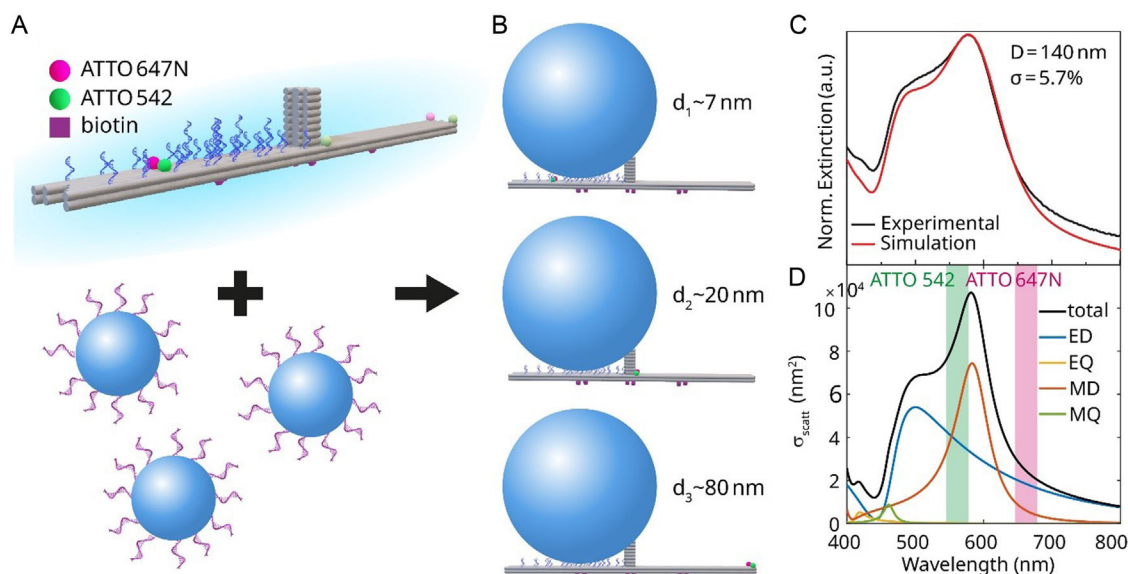 A
ATTO 647N
ATTO 542
biotin
B
d₁~7 nm
d₂~20 nm
d₃~80 nm
C
D = 140 nm
σ = 5.7%
Norm. Extinction (a.u.)
Experimental
Simulation
D
ATTO 542
ATTO 647N
×10⁴
10
8
6
4
2
0
σscatt (nm²)
total
ED
EQ
MD
MQ
400
500
600
700
800
Wavelength (nm)